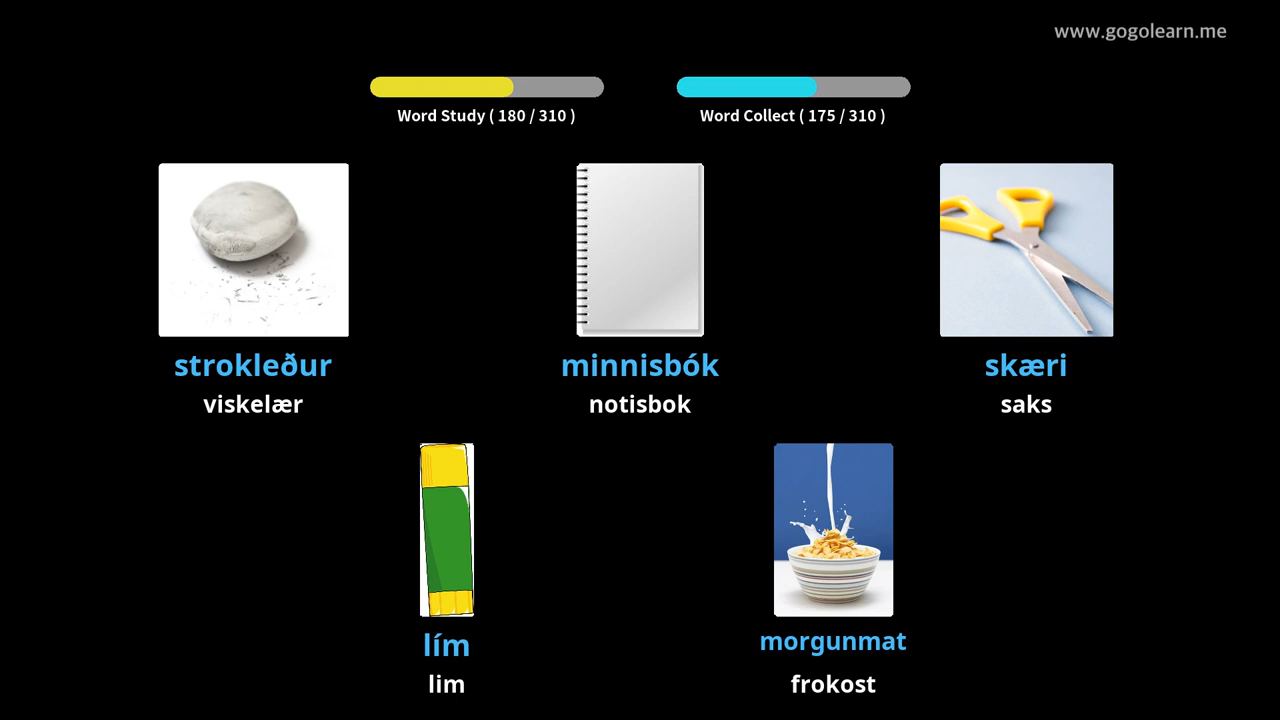 www.gogolearn.me
Word Study ( 180 / 310 )
Word Collect ( 175 / 310 )
strokleður
viskelær
minnisbók
notisbok
skæri
saks
lím
lim
morgunmat
frokost